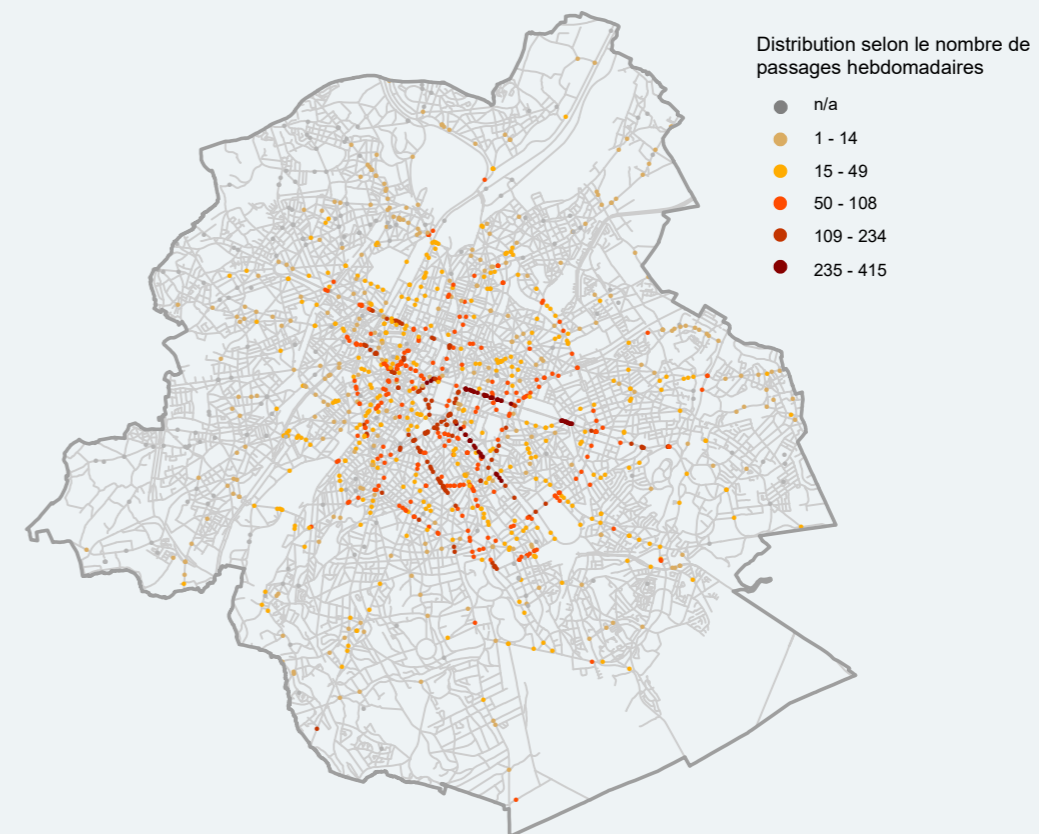 Distribution selon le nombre de
passages hebdomadaires
n/a
1 - 14
15 - 49
50 - 108
109 - 234
235 - 415